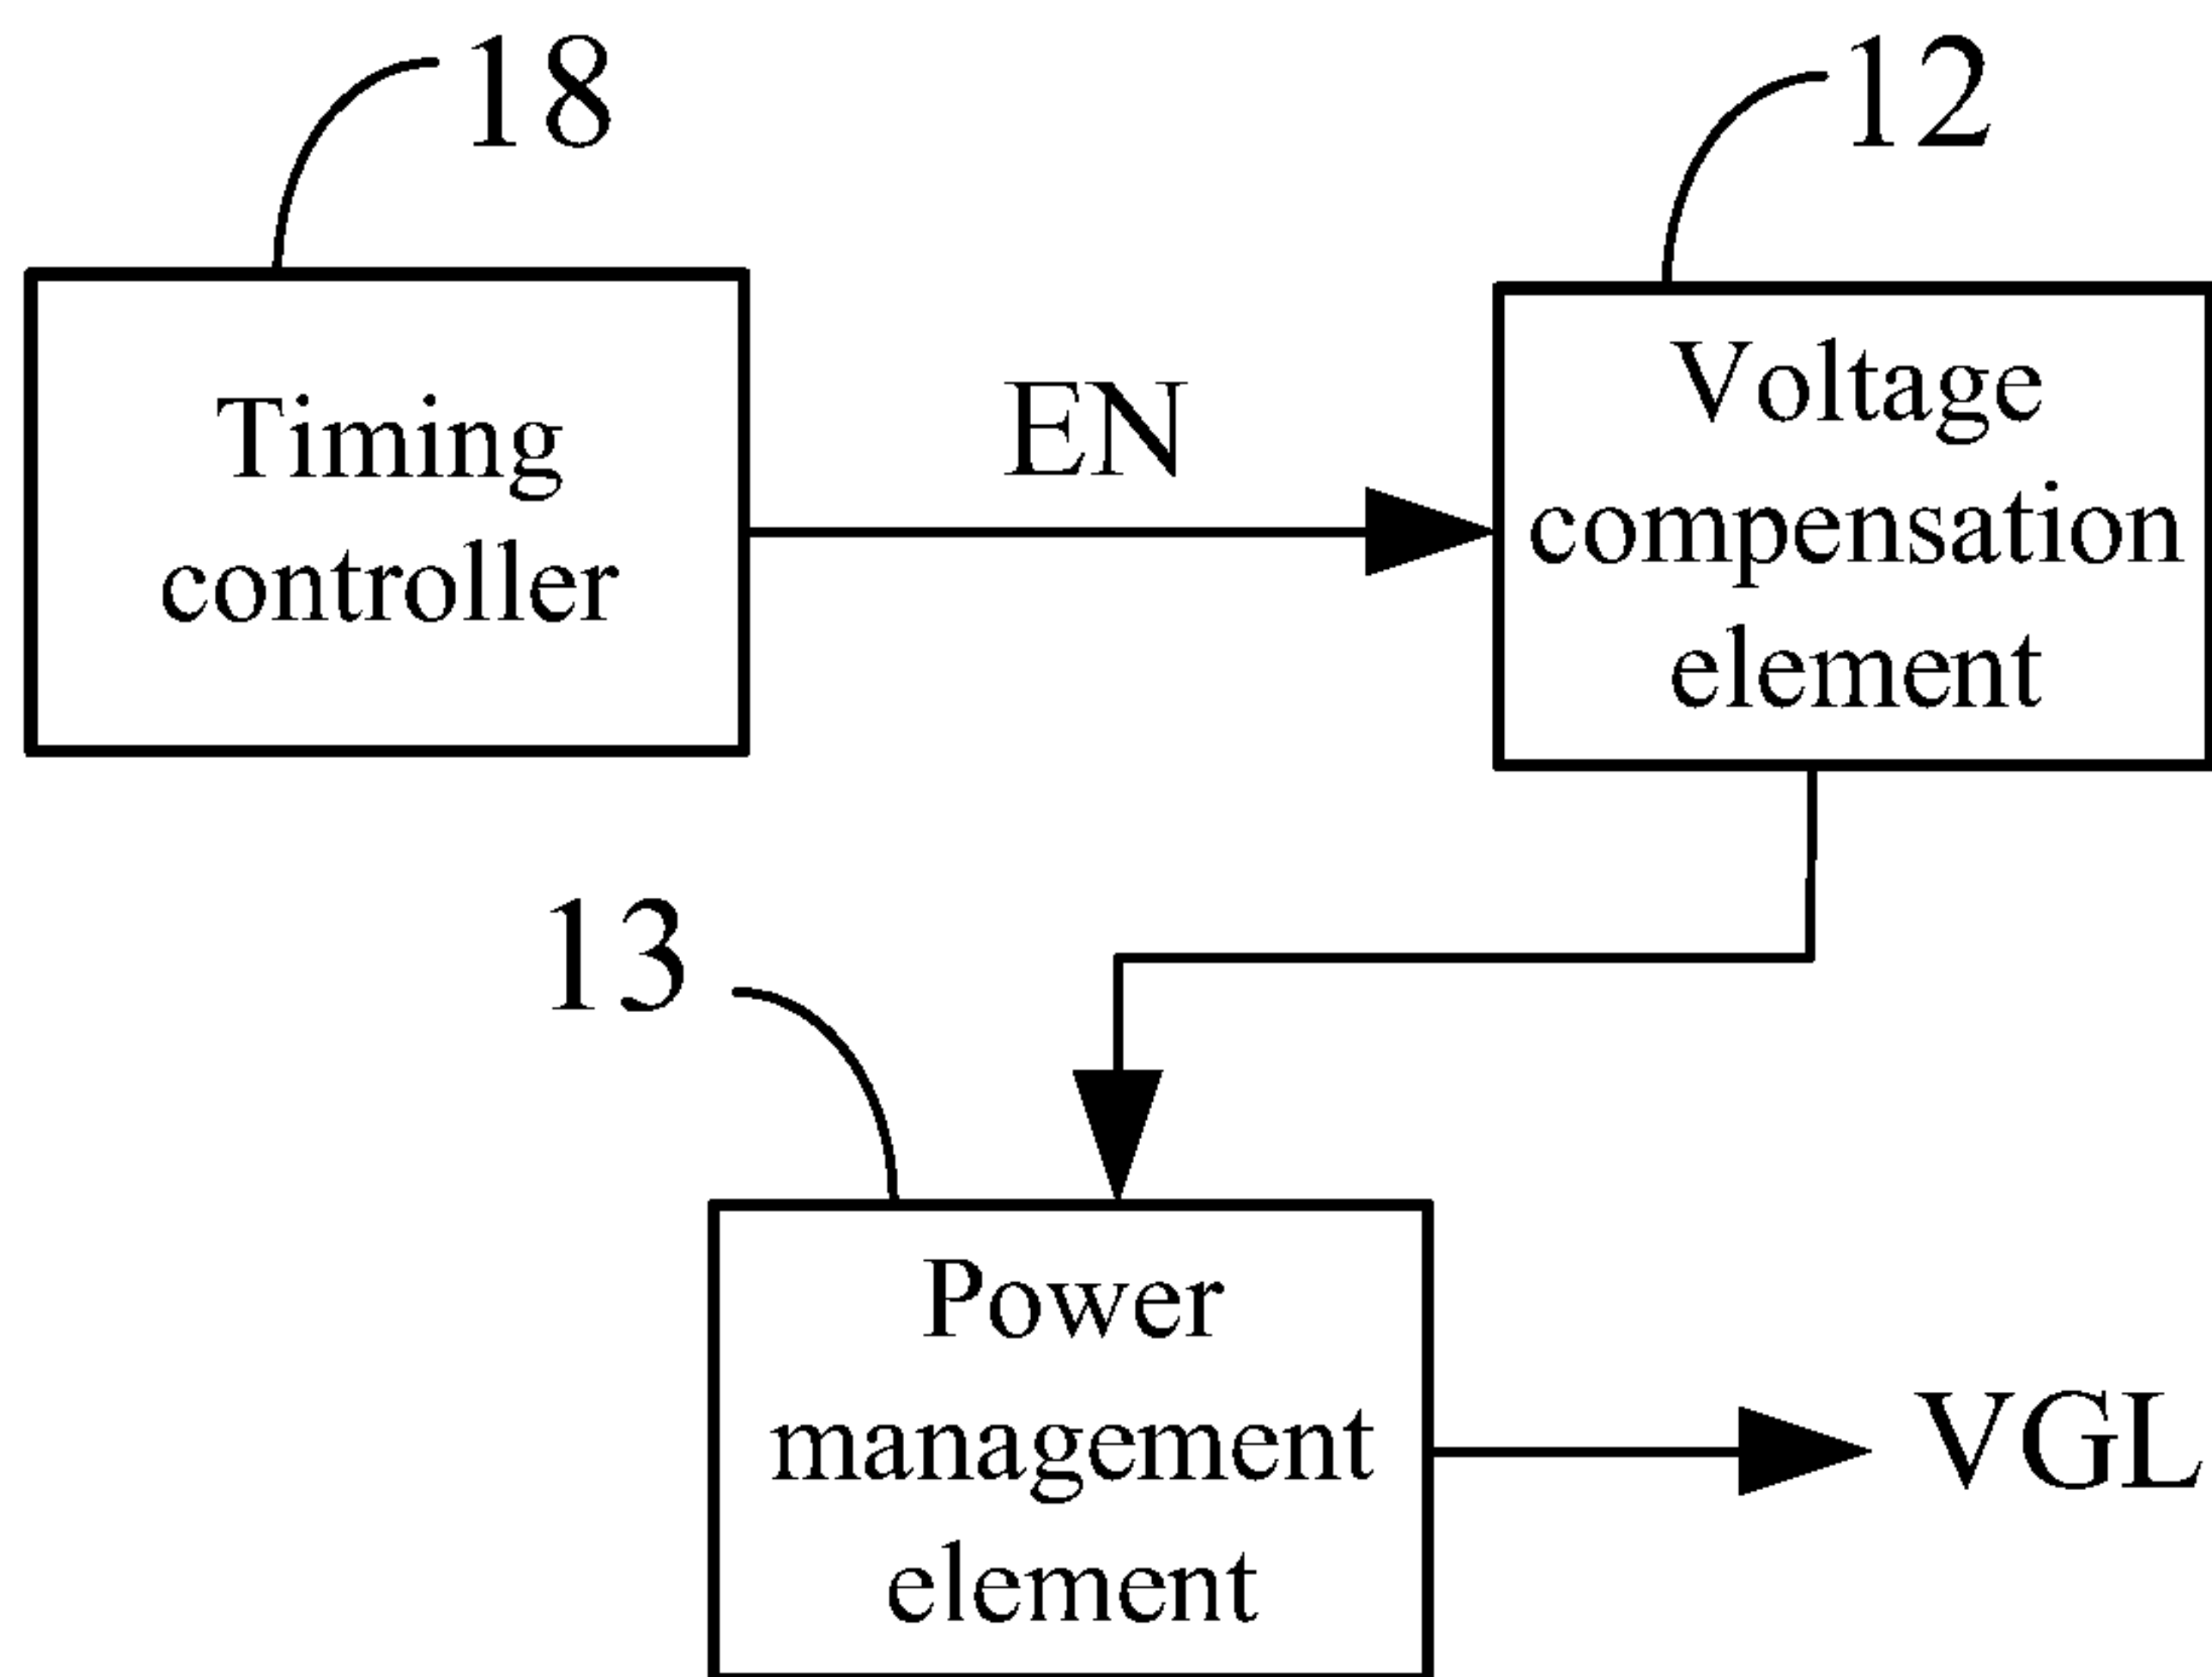 18
12
Timing
controller
EN
Voltage
compensation
element
13
Power
management
element
VGL